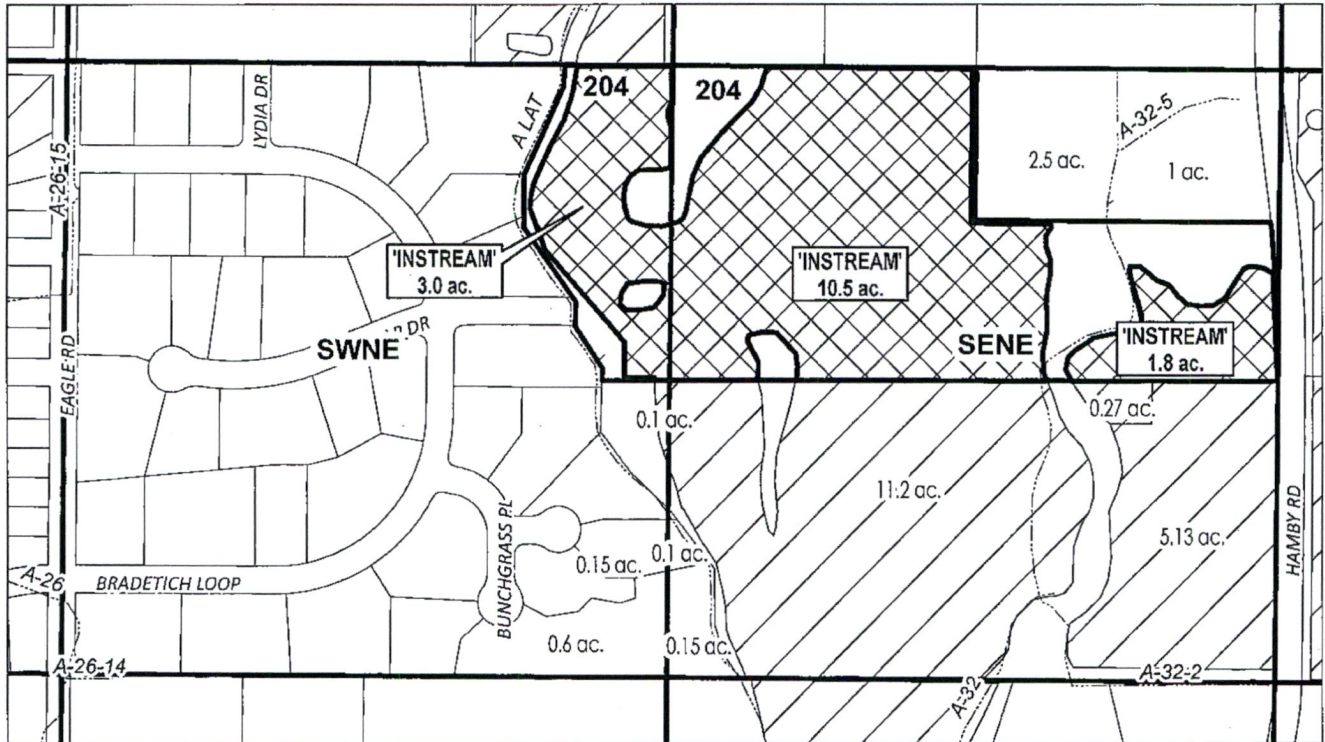 204
204
LYDIA DR
A LAT
A-32-5
2.5 ac.
1 ac.
A-26-15
'INSTREAM'
3.0 ac.
'INSTREAM'
10.5 ac.
DR
SWNE
SENE
'INSTREAM'
1.8 ac.
EAGLE RD
0.1 ac.
0.27 ac.
11.2 ac.
5.13 ac.
HAMBY RD
BUNCHGRASS PL
0.15 ac.
0.1 ac.
A-26
BRADETICH LOOP
0.6 ac.
0.15 ac.
A-26-14
A-32
A-32-2